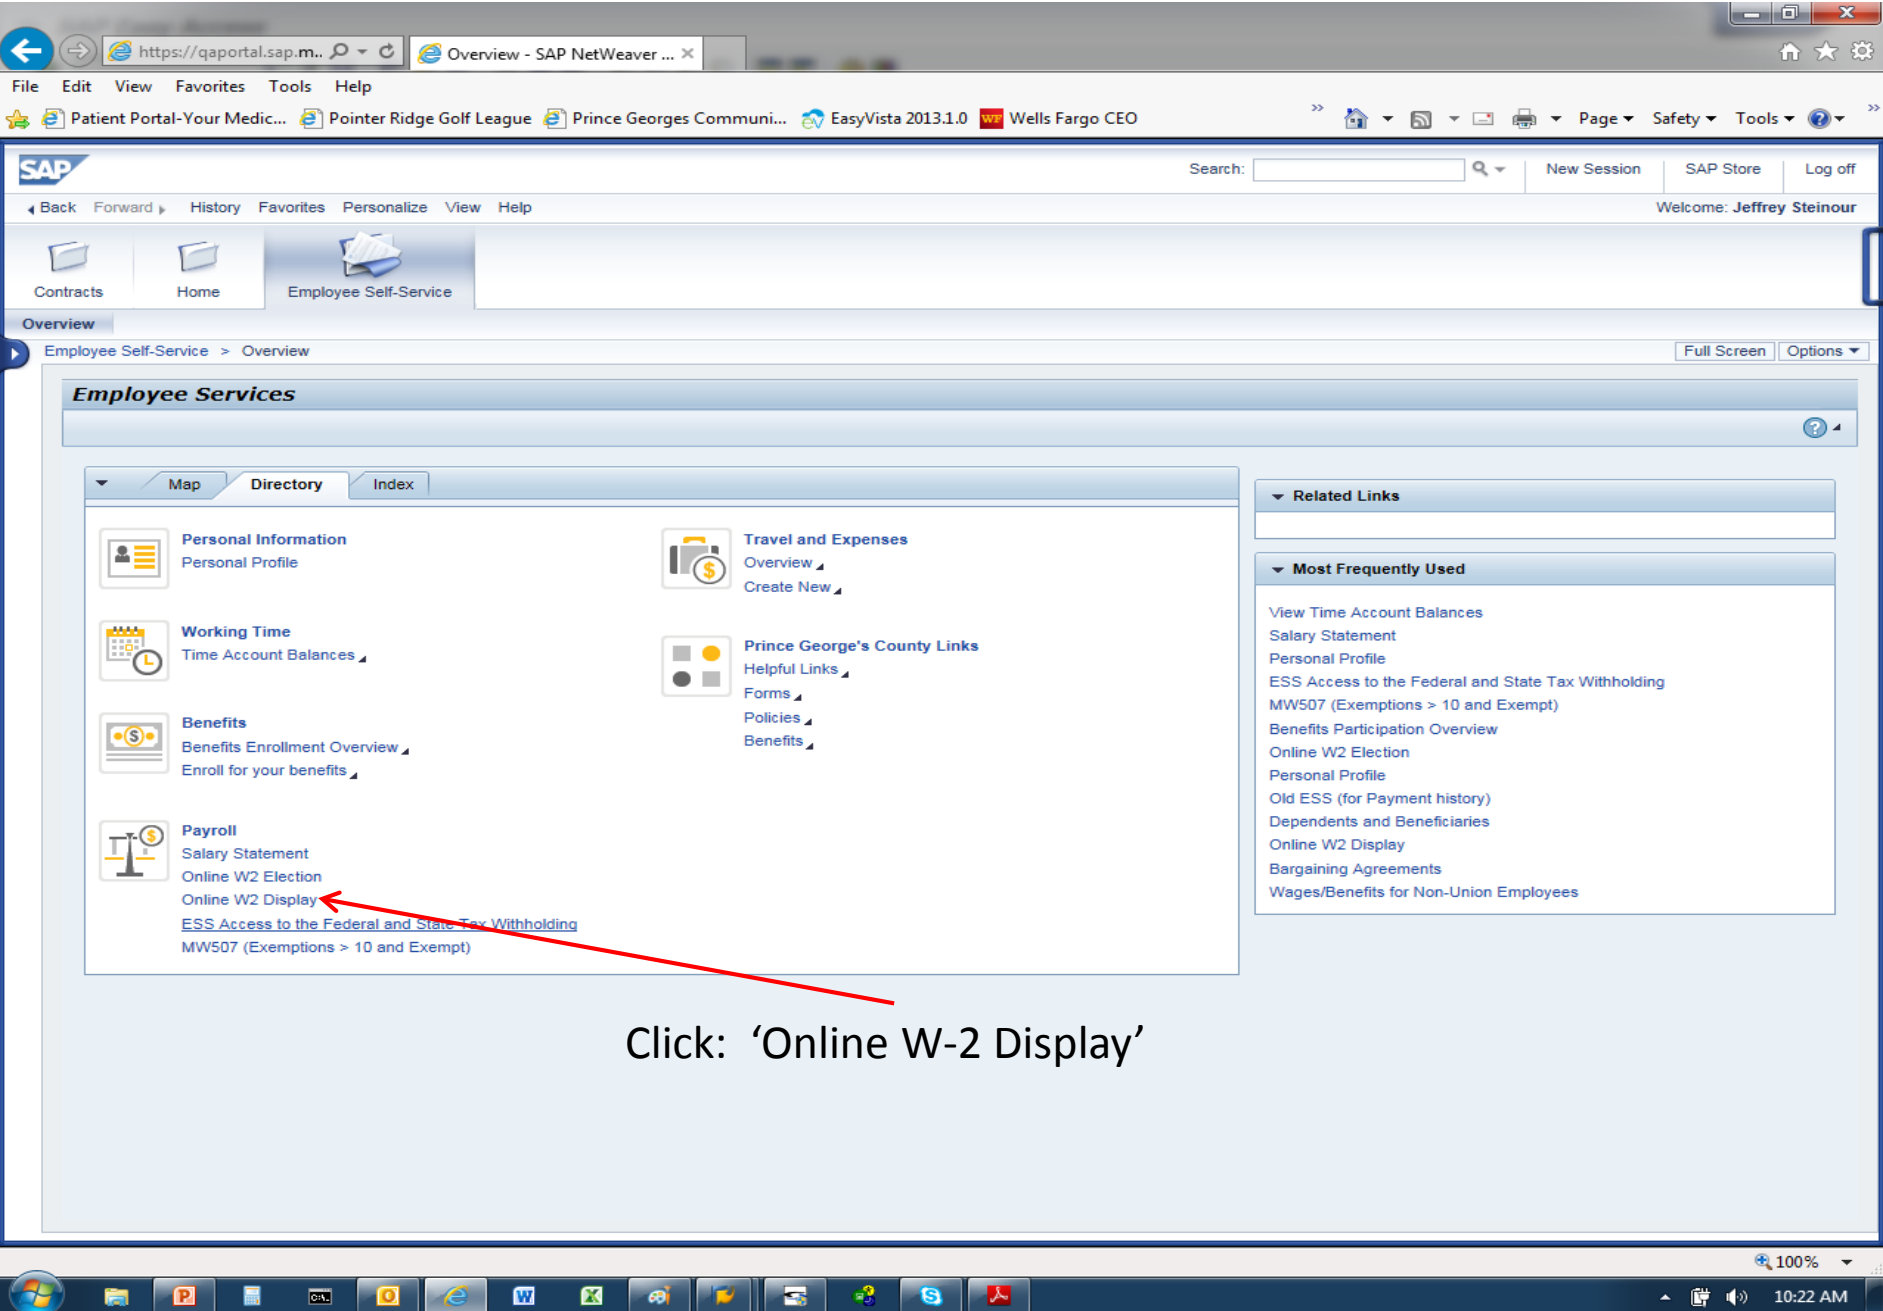 https://qaportal.sap.m..
Overview - SAP NetWeaver ...
File Edit View Favorites Tools Help
Patient Portal-Your Medic... Pointer Ridge Golf League Prince Georges Communi... EasyVista 2013.1.0 WF Wells Fargo CEO Page Safety Tools
SAP Search: New Session SAP Store Log off
Back Forward History Favorites Personalize View Help Welcome: Jeffrey Steinour
Contracts Home Employee Self-Service
Overview
Employee Self-Service > Overview Full Screen Options
Employee Services
Map Directory Index
Personal Information
Personal Profile
Working Time
Time Account Balances
Benefits
Benefits Enrollment Overview
Enroll for your benefits
Payroll
Salary Statement
Online W2 Election
Online W2 Display
ESS Access to the Federal and State Tax Withholding
MW507 (Exemptions > 10 and Exempt)
Travel and Expenses
Overview
Create New
Prince George's County Links
Helpful Links
Forms
Policies
Benefits
Related Links
Most Frequently Used
View Time Account Balances
Salary Statement
Personal Profile
ESS Access to the Federal and State Tax Withholding
MW507 (Exemptions > 10 and Exempt)
Benefits Participation Overview
Online W2 Election
Personal Profile
Old ESS (for Payment history)
Dependents and Beneficiaries
Online W2 Display
Bargaining Agreements
Wages/Benefits for Non-Union Employees
Click: ‘Online W-2 Display’
100%
10:22 AM